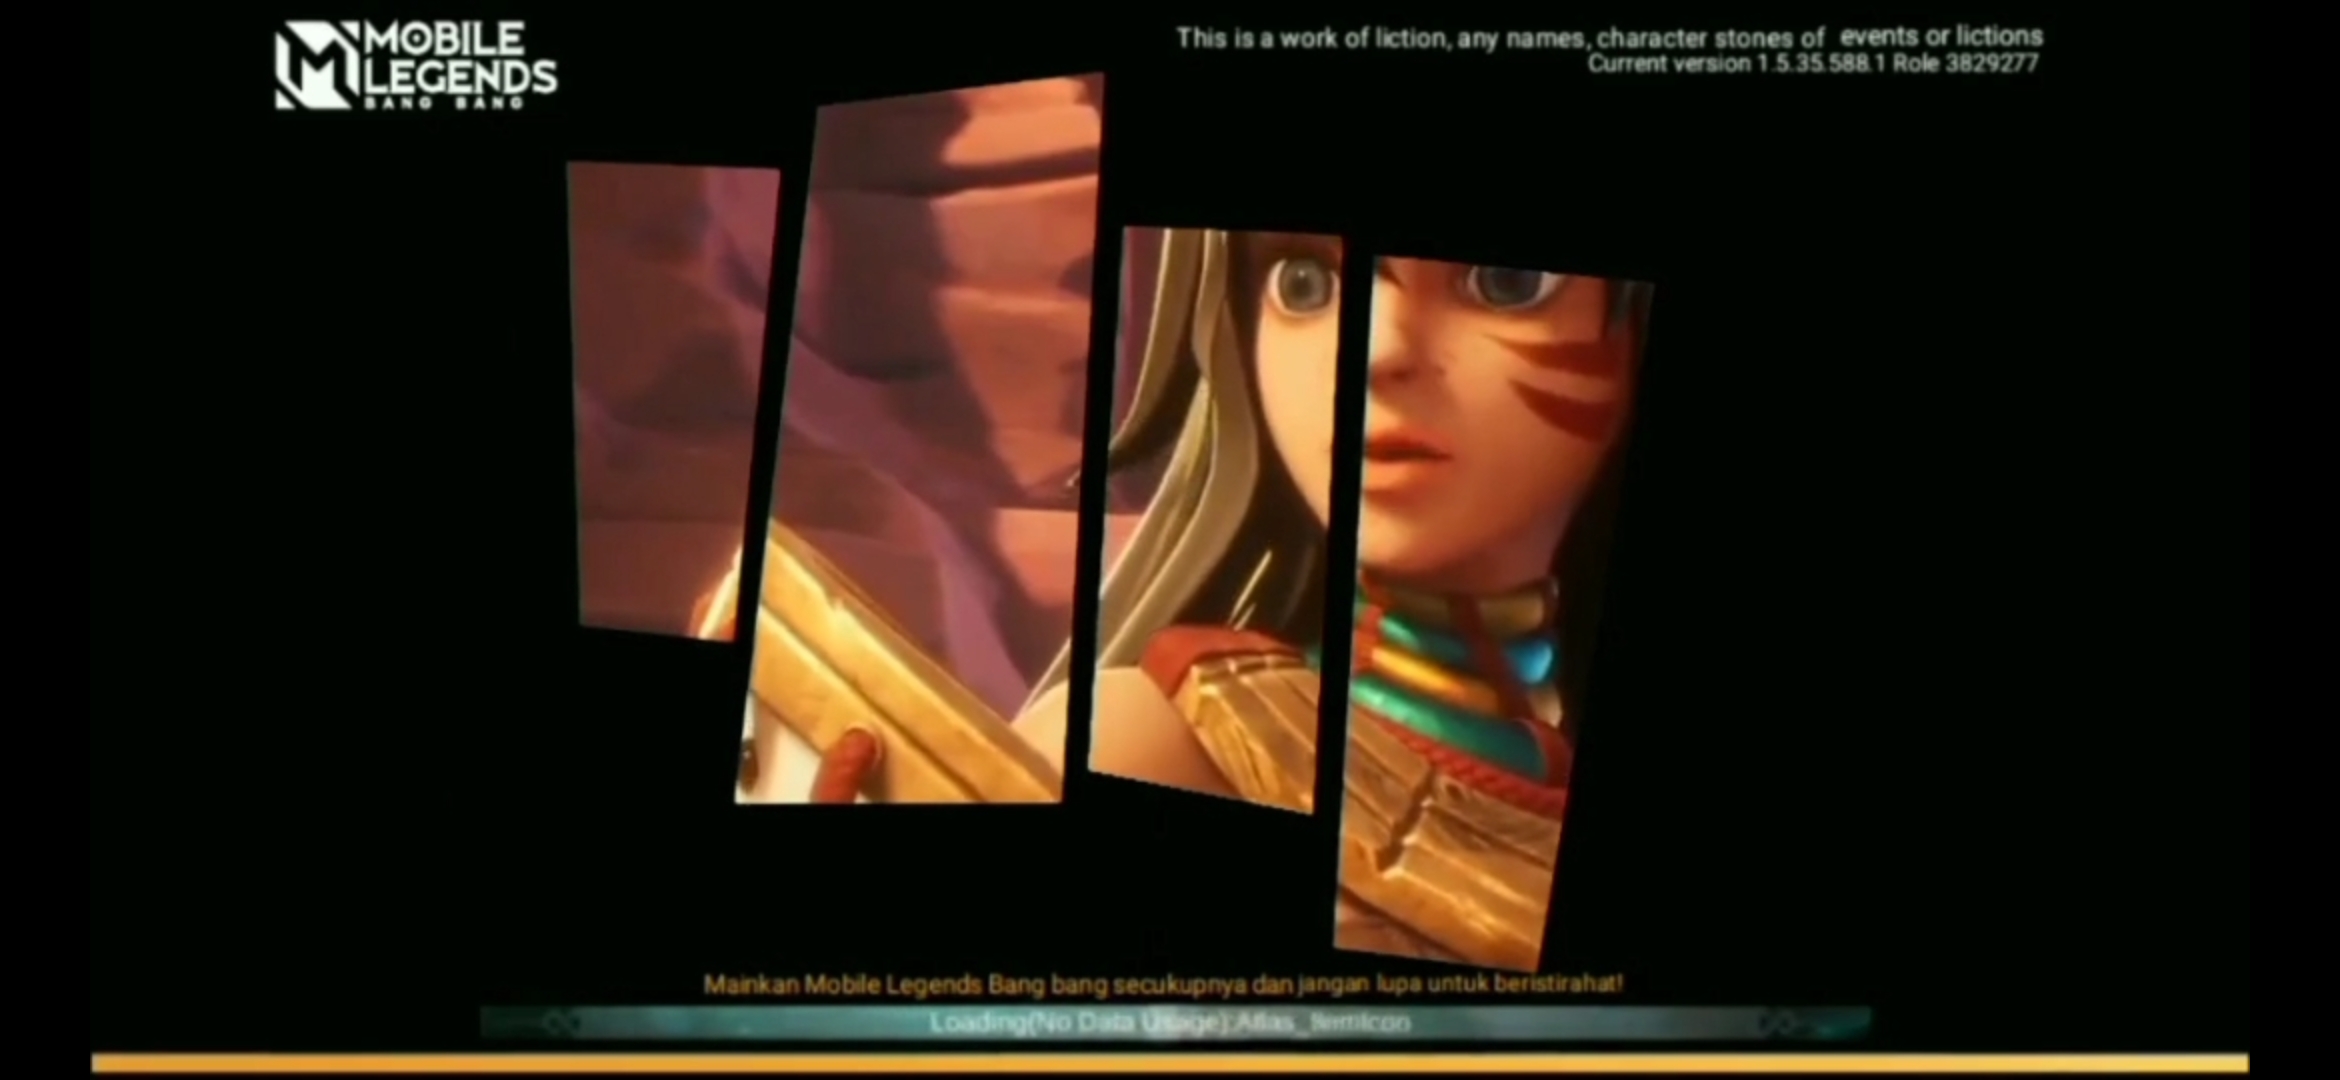 MOBILE
LEGENDS
BANG BANG
This is a work of liction, any names, character stones of events or lictions
Current version 1.5.35.588.1 Role 3829277
Mainkan Mobile Legends Bang bang secukupnya dan jangan lupa untuk beristirahat!
Loading(No Data Usage):Atlas_